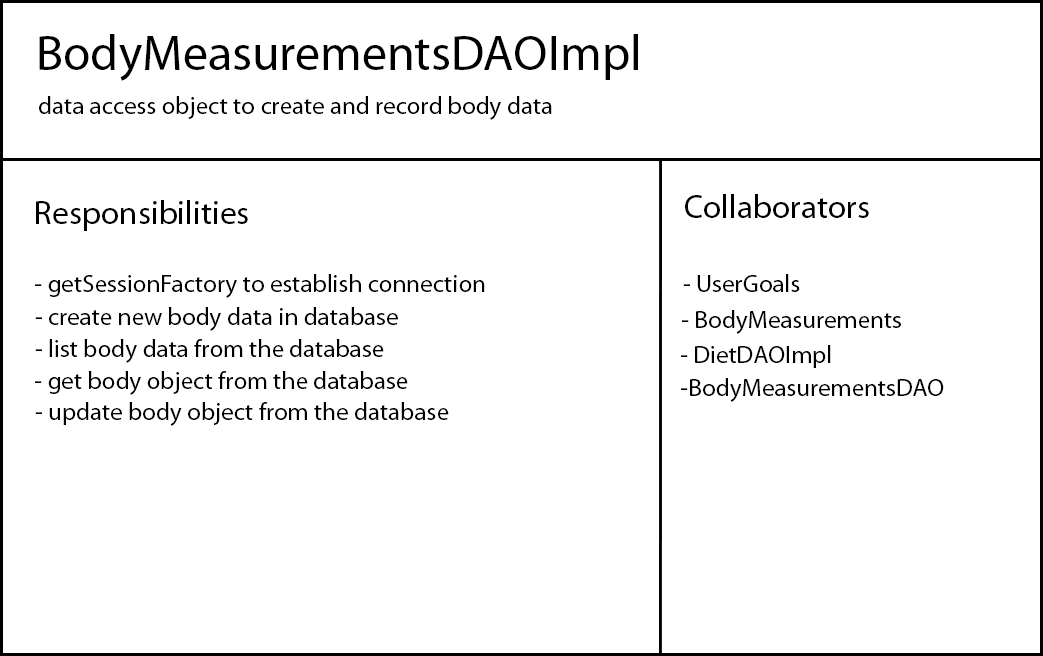 BodyMeasurementsDAOImpl
data access object to create and record body data
Responsibilities
- getSessionFactory to establish connection
- create new body data in database
- list body data from the database
- get body object from the database
- update body object from the database
Collaborators
- UserGoals
- BodyMeasurements
- DietDAOImpl
-BodyMeasurementsDAO